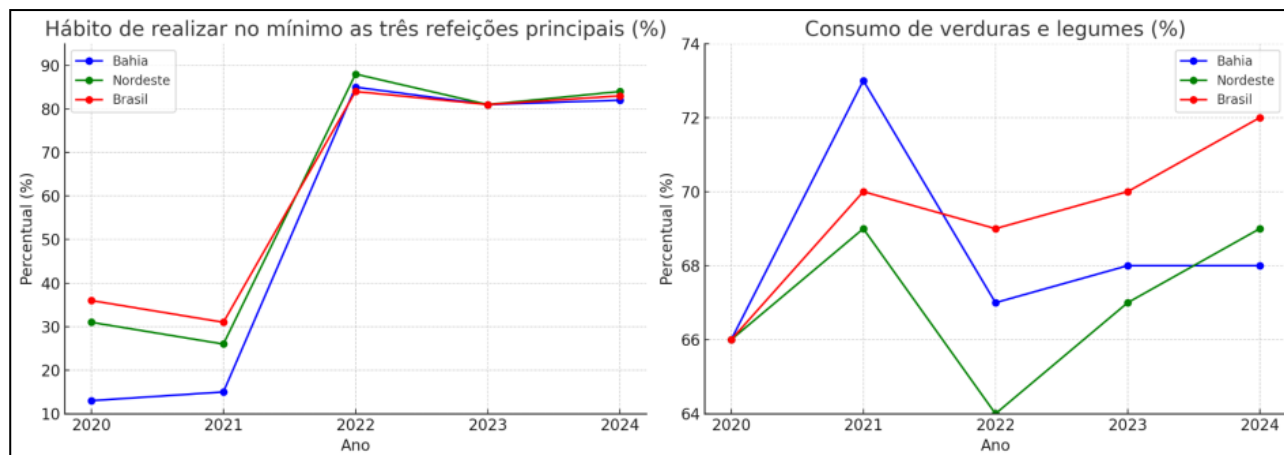 Hábito de realizar no mínimo as três refeições principais (%)
Bahia
Nordeste
Brasil
Percentual (%)
90
80
70
60
50
40
30
20
10
2020 2021 2022 2023 2024
Ano
Consumo de verduras e legumes (%)
Bahia
Nordeste
Brasil
Percentual (%)
74
72
70
68
66
64
2020 2021 2022 2023 2024
Ano